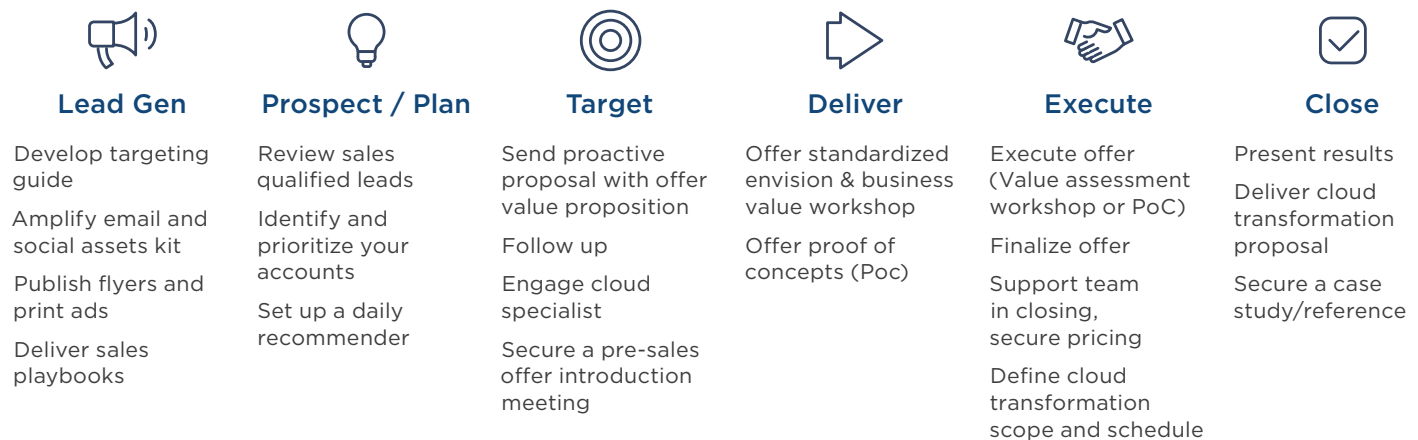 Lead Gen
Develop targeting
guide
Amplify email and
social assets kit
Publish flyers and
print ads
Deliver sales
playbooks
Prospect / Plan
Review sales
qualified leads
Identify and
prioritize your
accounts
Set up a daily
recommender
Target
Send proactive
proposal with offer
value proposition
Follow up
Engage cloud
specialist
Secure a pre-sales
offer introduction
meeting
Deliver
Offer standardized
envision & business
value workshop
Offer proof of
concepts (Poc)
Execute
Execute offer
(Value assessment
workshop or PoC)
Finalize offer
Support team
in closing,
secure pricing
Define cloud
transformation
scope and schedule
Close
Present results
Deliver cloud
transformation
proposal
Secure a case
study/reference